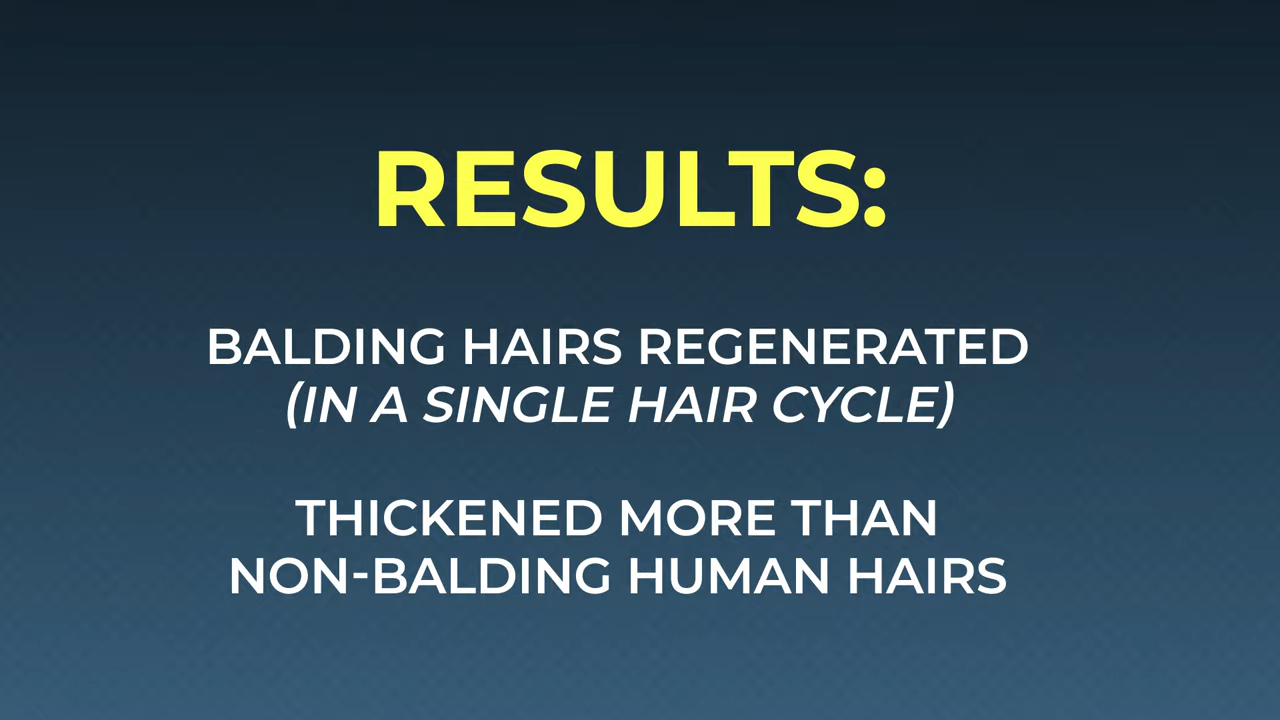 RESULTS:
BALDING HAIRS REGENERATED
(IN A SINGLE HAIR CYCLE)
THICKENED MORE THAN
NON-BALDING HUMAN HAIRS